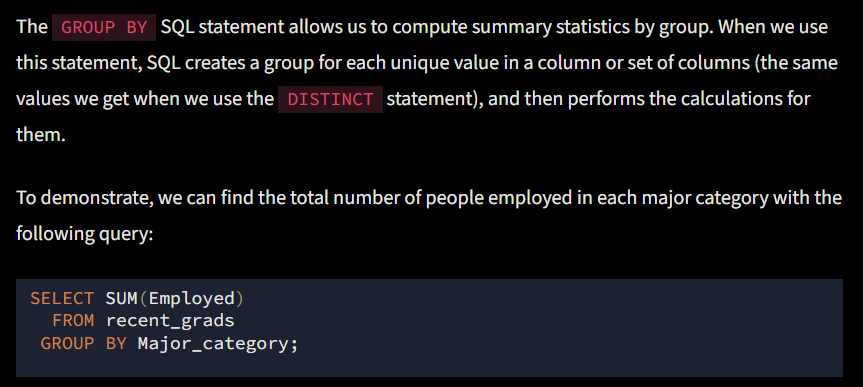 The GROUP BY SQL statement allows us to compute summary statistics by group. When we use
this statement, SQL creates a group for each unique value in a column or set of columns (the same
values we get when we use the DISTINCT statement), and then performs the calculations for
them.
To demonstrate, we can find the total number of people employed in each major category with the
following query:
SELECT SUM(Employed)
FROM recent_grads
GROUP BY Major_category;